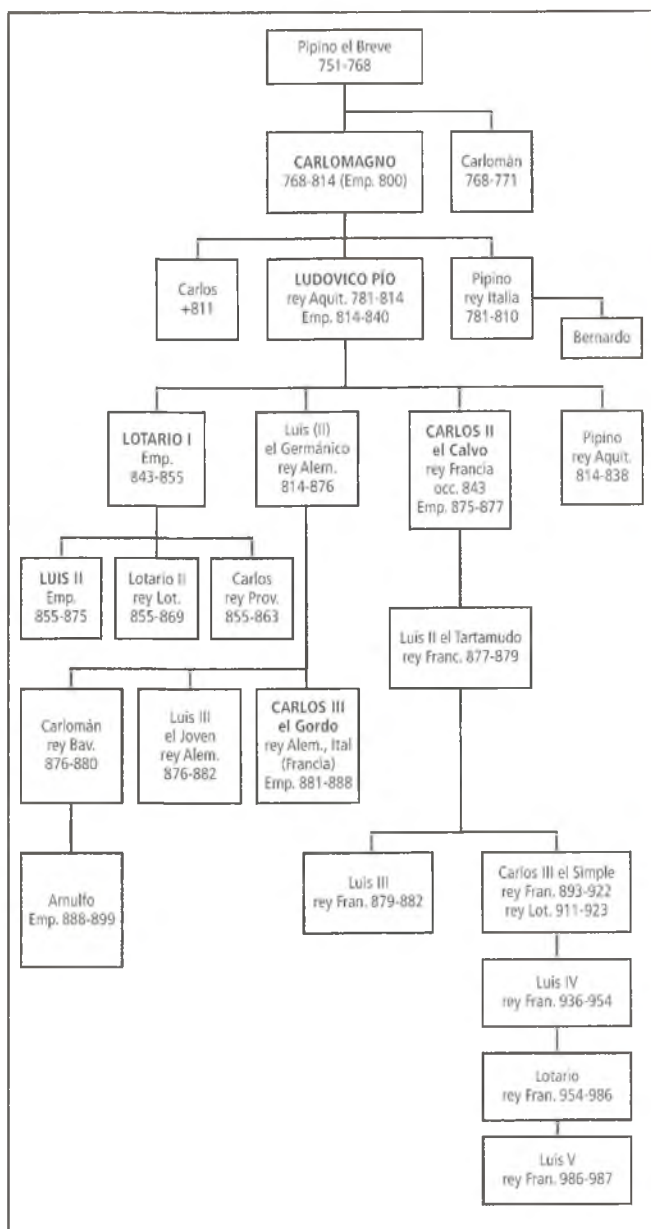 Pipino el Breve
751-768
CARLOMAGNO
768-814 (Emp. 800)
Carlomán
768-771
Carlos
+811
LUDOVICO PÍO
rey Aquit. 781-814
Emp. 814-840
Pipino
rey Italia
781-810
Bernardo
LOTARIO I
Emp.
843-855
Luis (II)
el Germánico
rey Alem.
814-876
CARLOS II
el Calvo
rey Francia
occ. 843
Emp. 875-877
Pipino
rey Aquit.
814-838
LUIS II
Emp.
855-875
Lotario II
rey Lot.
855-869
Carlos
rey Prov.
855-863
Luis II el Tartamudo
rey Franc. 877-879
Carlomán
rey Bav.
876-880
Luis III
el Joven
rey Alem.
876-882
CARLOS III
el Gordo
rey Alem., Ital
(Francia)
Emp. 881-888
Arnulfo
Emp. 888-899
Luis III
rey Fran. 879-882
Carlos III el Simple
rey Fran. 893-922
rey Lot. 911-923
Luis IV
rey Fran. 936-954
Lotario
rey Fran. 954-986
Luis V
rey Fran. 986-987